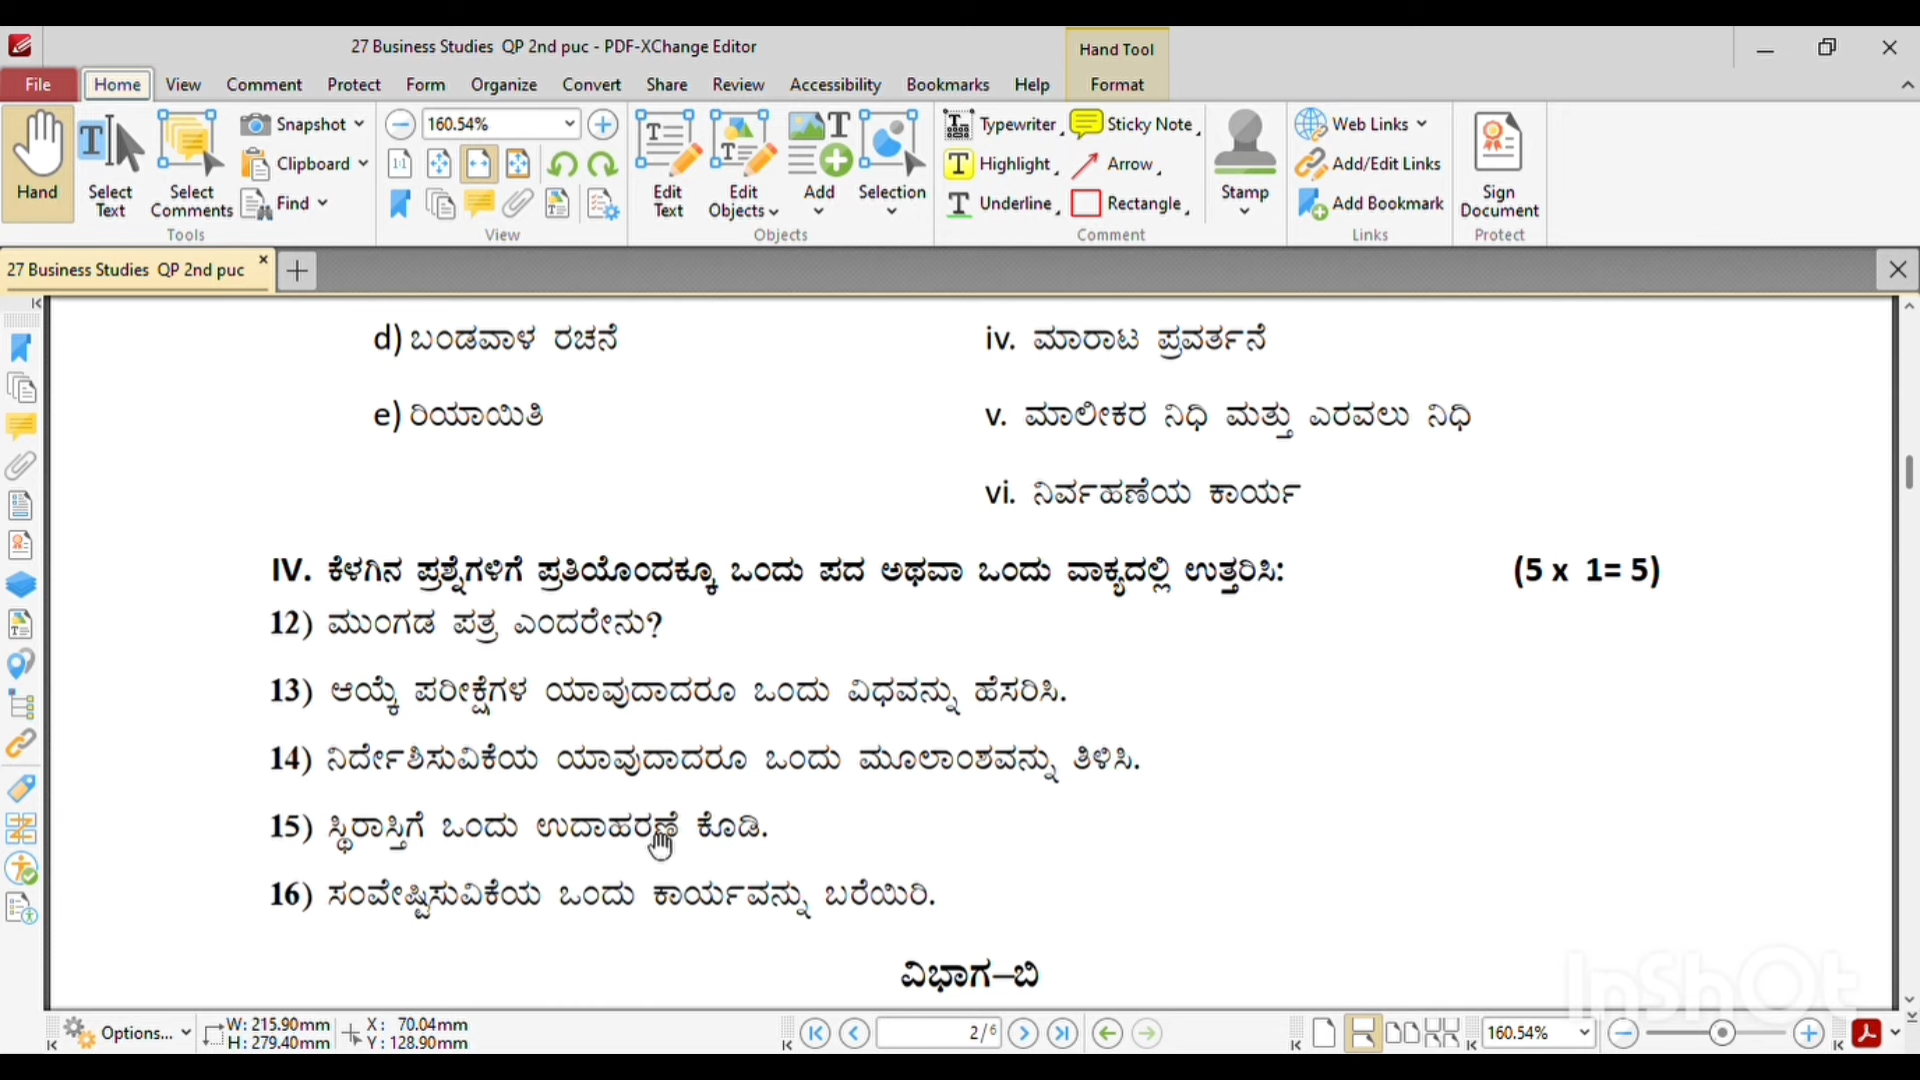 27 Business Studies  QP 2nd puc - PDF-XChange Editor
Hand Tool
File Home View Comment Protect Form Organize Convert Share Review Accessibility Bookmarks Help Format
Hand
Select Text
Select Comments
Snapshot
Clipboard
Find
Tools
160.54%
View
Edit Text
Edit Objects
Add
Selection
Objects
Typewriter
Highlight
Underline
Sticky Note
Arrow
Rectangle
Stamp
Comment
Web Links
Add/Edit Links
Add Bookmark
Links
Sign Document
Protect
27 Business Studies  QP 2nd puc
d) ಬಂಡವಾಳ ರಚನೆ
iv. ಮಾರಾಟ ಪ್ರವರ್ತನೆ
e) ರಿಯಾಯಿತಿ
v. ಮಾಲೀಕರ ನಿಧಿ ಮತ್ತು ಎರವಲು ನಿಧಿ
vi. ನಿರ್ವಹಣೆಯ ಕಾರ್ಯ
IV. ಕೆಳಗಿನ ಪ್ರಶ್ನೆಗಳಿಗೆ ಪ್ರತಿಯೊಂದಕ್ಕೂ ಒಂದು ಪದ ಅಥವಾ ಒಂದು ವಾಕ್ಯದಲ್ಲಿ ಉತ್ತರಿಸಿ: (5 x 1= 5)
12) ಮುಂಗಡ ಪತ್ರ ಎಂದರೇನು?
13) ಆಯ್ಕೆ ಪರೀಕ್ಷೆಗಳ ಯಾವುದಾದರೂ ಒಂದು ವಿಧವನ್ನು ಹೆಸರಿಸಿ.
14) ನಿರ್ದೇಶಿಸುವಿಕೆಯ ಯಾವುದಾದರೂ ಒಂದು ಮೂಲಾಂಶವನ್ನು ತಿಳಿಸಿ.
15) ಸ್ಥಿರಾಸ್ತಿಗೆ ಒಂದು ಉದಾಹರಣೆ ಕೊಡಿ.
16) ಸಂವೇಷ್ಟಿಸುವಿಕೆಯ ಒಂದು ಕಾರ್ಯವನ್ನು ಬರೆಯಿರಿ.
ವಿಭಾಗ–ಬಿ
InShOt
Options...
W: 215.90mm
H: 279.40mm
X: 70.04mm
Y: 128.90mm
2/6
160.54%